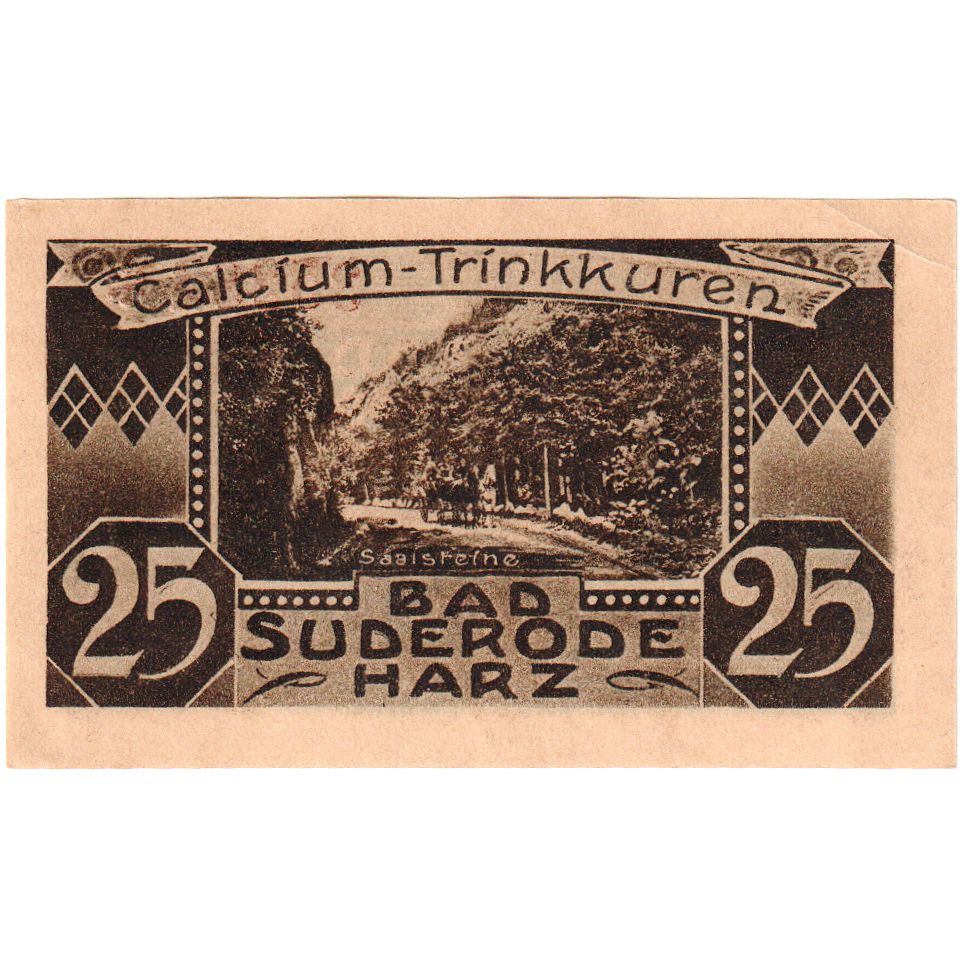 Calcium-Trinkkuren
Saalsteine
25
BAD
25
SUDERODE
HARZ